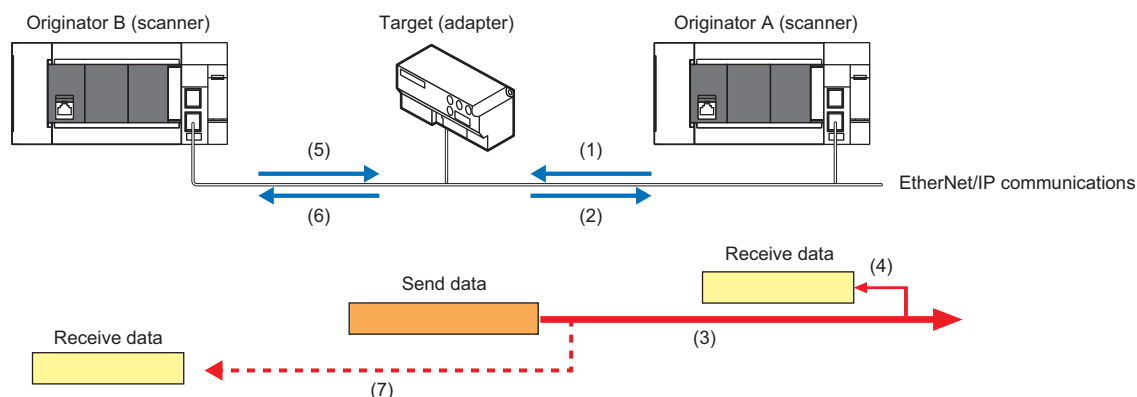 Originator B (scanner)
Target (adapter)
Originator A (scanner)
(5)
(1)
EtherNet/IP communications
(6)
(2)
Receive data
(4)
Send data
(3)
Receive data
(7)